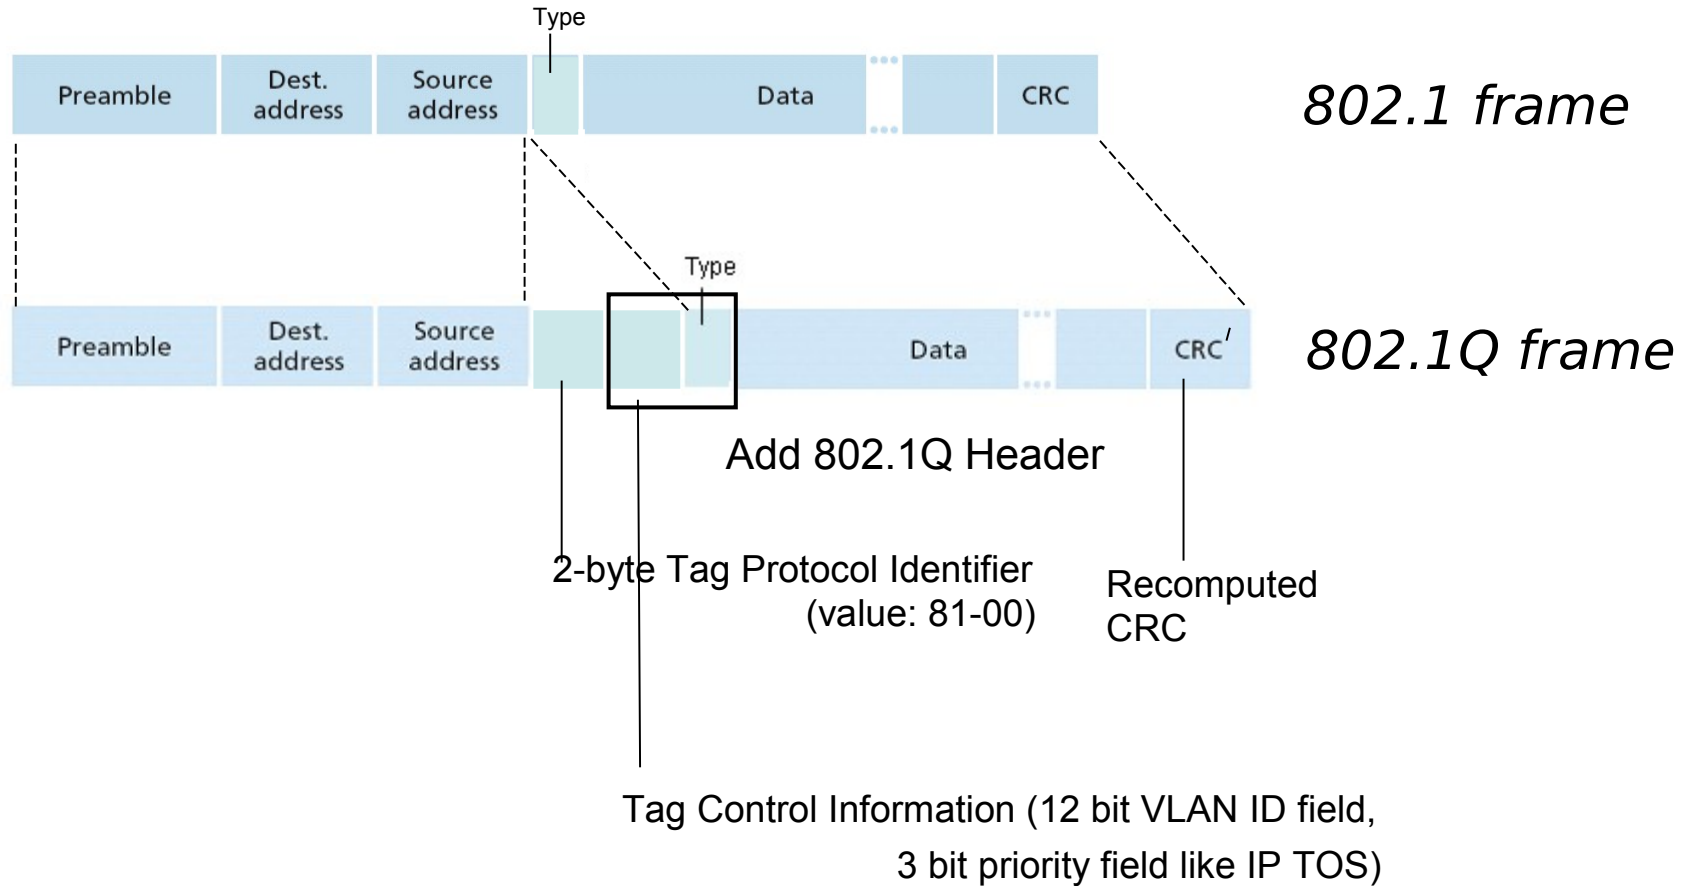 Type
Preamble
Dest.
address
Source
address
Data
CRC
802.1 frame
Type
Preamble
Dest.
address
Source
address
Data
CRC'
802.1Q frame
Add 802.1Q Header
2-byte Tag Protocol Identifier
(value: 81-00)
Recomputed
CRC
Tag Control Information (12 bit VLAN ID field,
3 bit priority field like IP TOS)